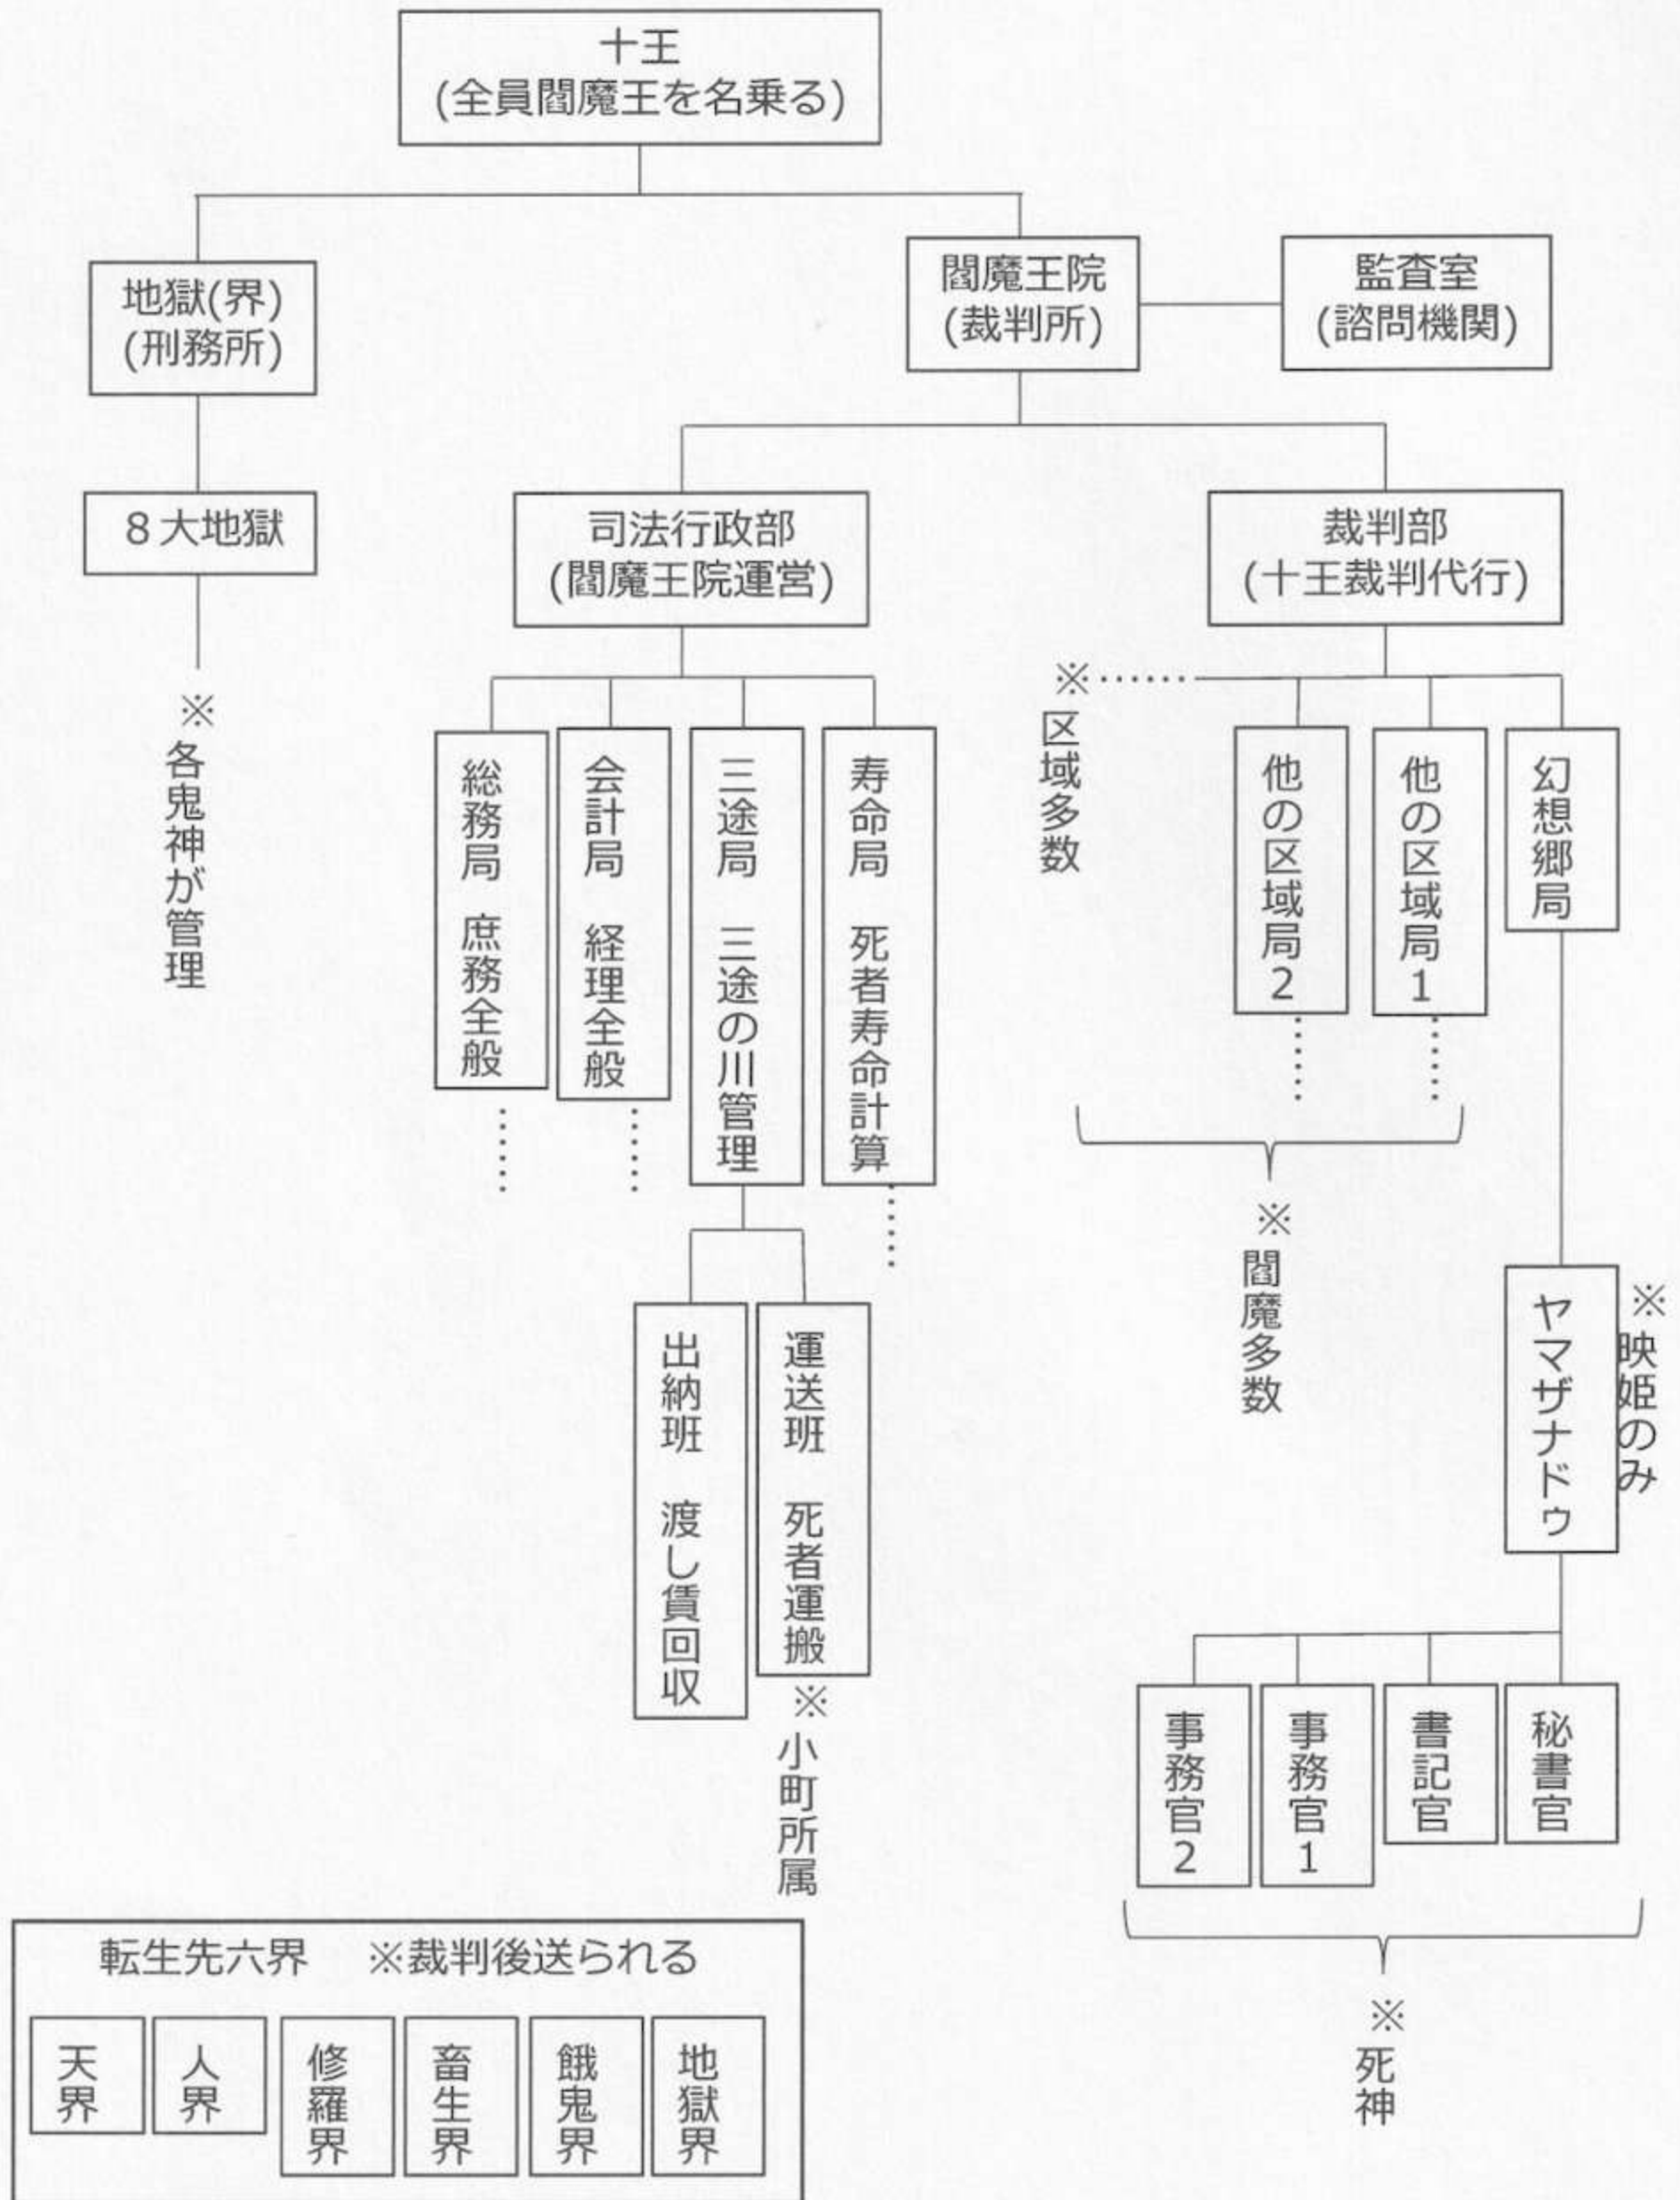 十王
(全員閻魔王を名乗る)
地獄(界)
(刑務所)
閻魔王院
(裁判所)
監査室
(諮問機関)
8大地獄
司法行政部
(閻魔王院運営)
裁判部
(十王裁判代行)
※各鬼神が管理
総務局 庶務全般
会計局 経理全般
三途局 三途の川管理
寿命局 死者寿命計算
※……
区域多数
他の区域局2
他の区域局1
幻想郷局
※閻魔多数
ヤマザナドゥ
※映姫のみ
出納班 渡し賃回収
運送班 死者運搬
※小町所属
事務官2
事務官1
書記官
秘書官
※死神
転生先六界 ※裁判後送られる
天界
人界
修羅界
畜生界
餓鬼界
地獄界